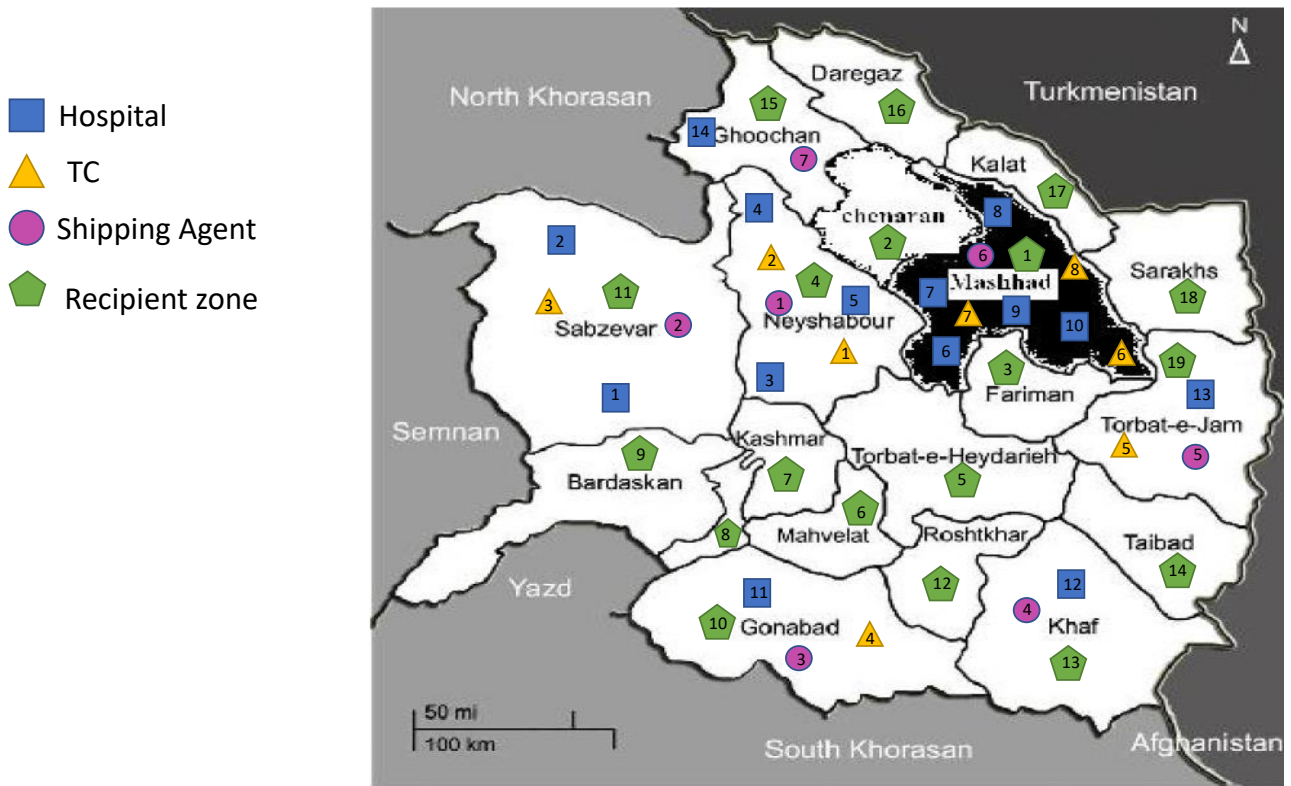 Hospital
TC
Shipping Agent
Recipient zone
N
Daregaz
Turkmenistan
North Khorasan
15
16
14
Ghoochan
7
Kalat
17
4
8
chenaran
2
2
2
6
1
8
Sarakhs
4
11
3
1
5
7
Mashhad
18
Sabzevar
2
Neyshabour
7
9
10
1
6
6
19
3
3
Fariman
13
1
Semnan
Torbat-e-Jam
Kashmar
5
5
9
Torbat-e-Heydarieh
Bardaskan
7
5
6
8
Mahvelat
Roshtkhar
Taibad
14
Yazd
11
12
12
4
10
Gonabad
4
Khaf
3
13
50 mi
100 km
South Khorasan
Afghanistan